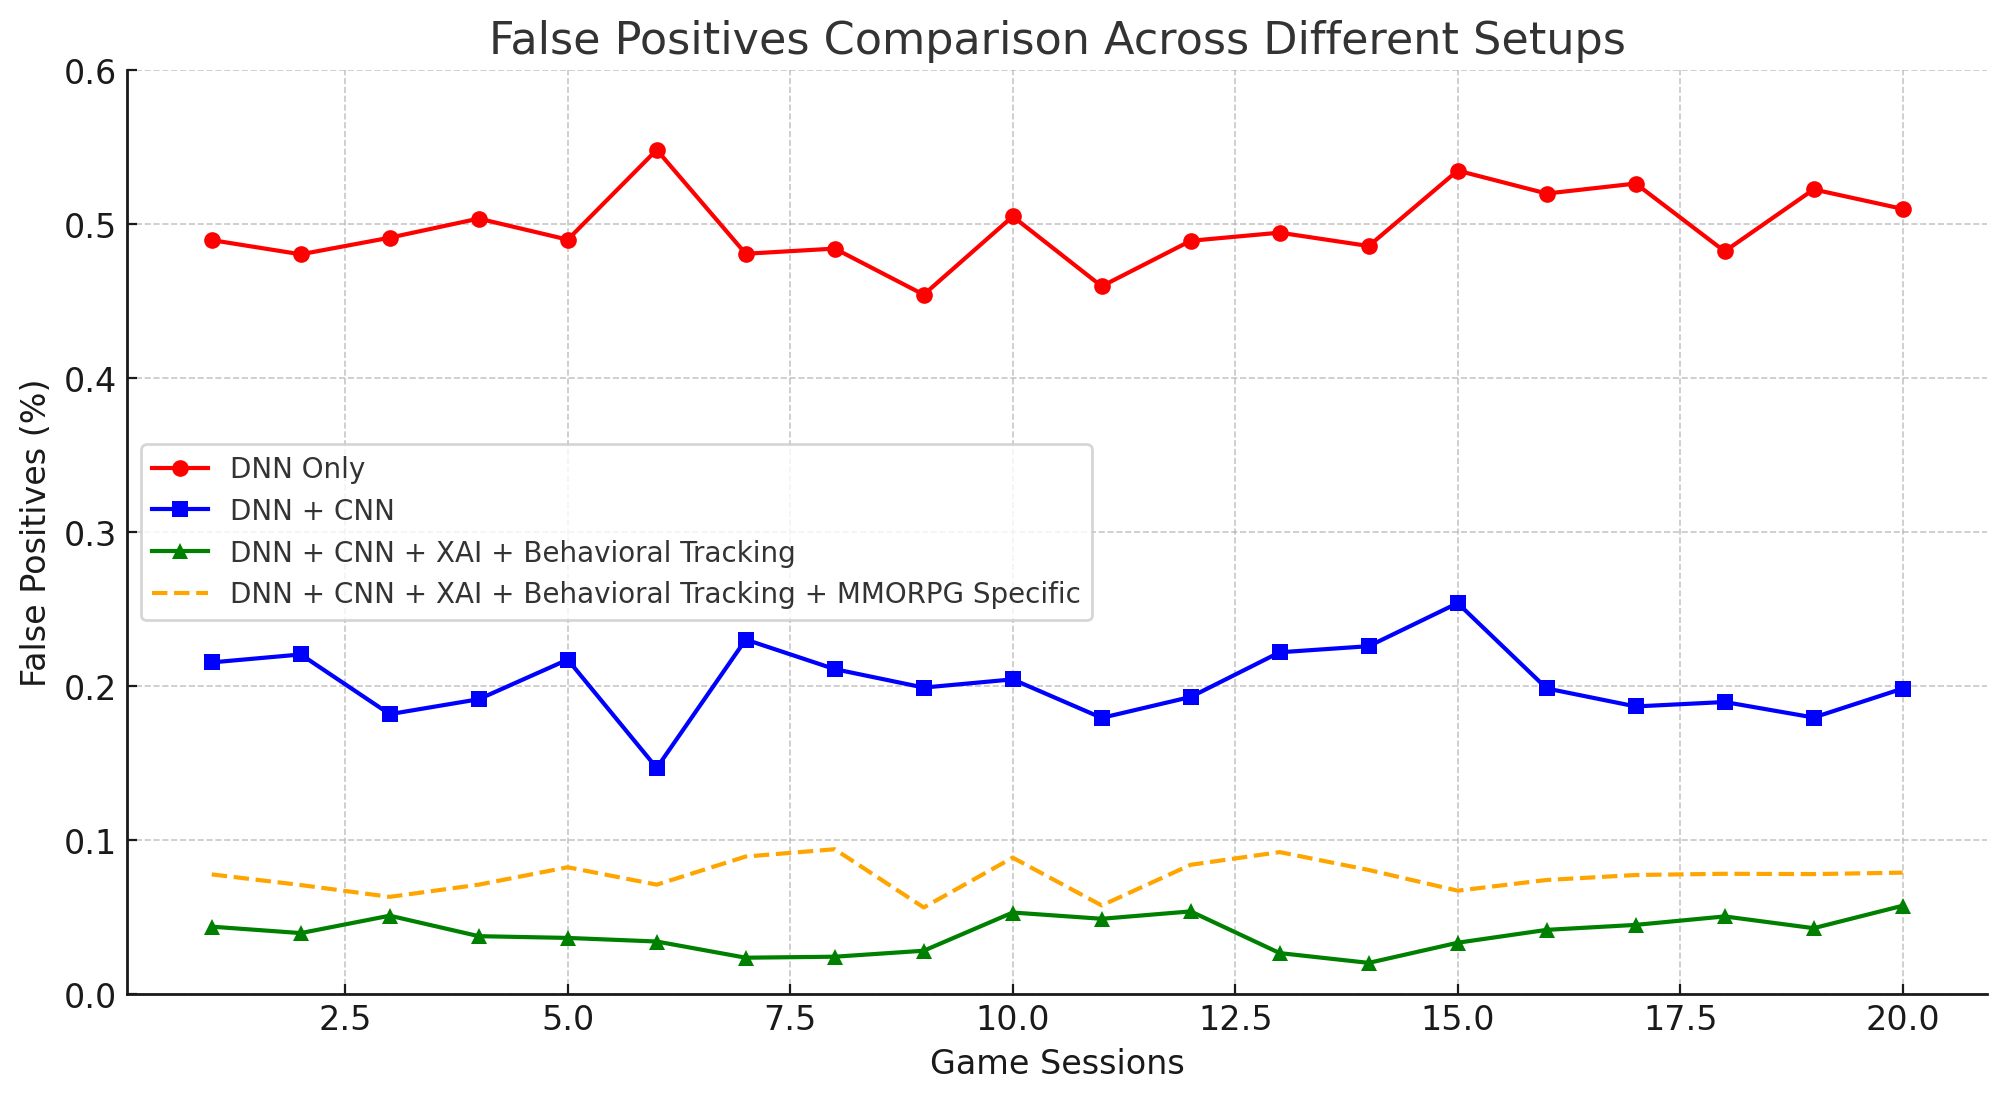 False Positives Comparison Across Different Setups
False Positives (%)
0.6
0.5
0.4
0.3
0.2
0.1
0.0
DNN Only
DNN + CNN
DNN + CNN + XAI + Behavioral Tracking
DNN + CNN + XAI + Behavioral Tracking + MMORPG Specific
2.5 5.0 7.5 10.0 12.5 15.0 17.5 20.0
Game Sessions